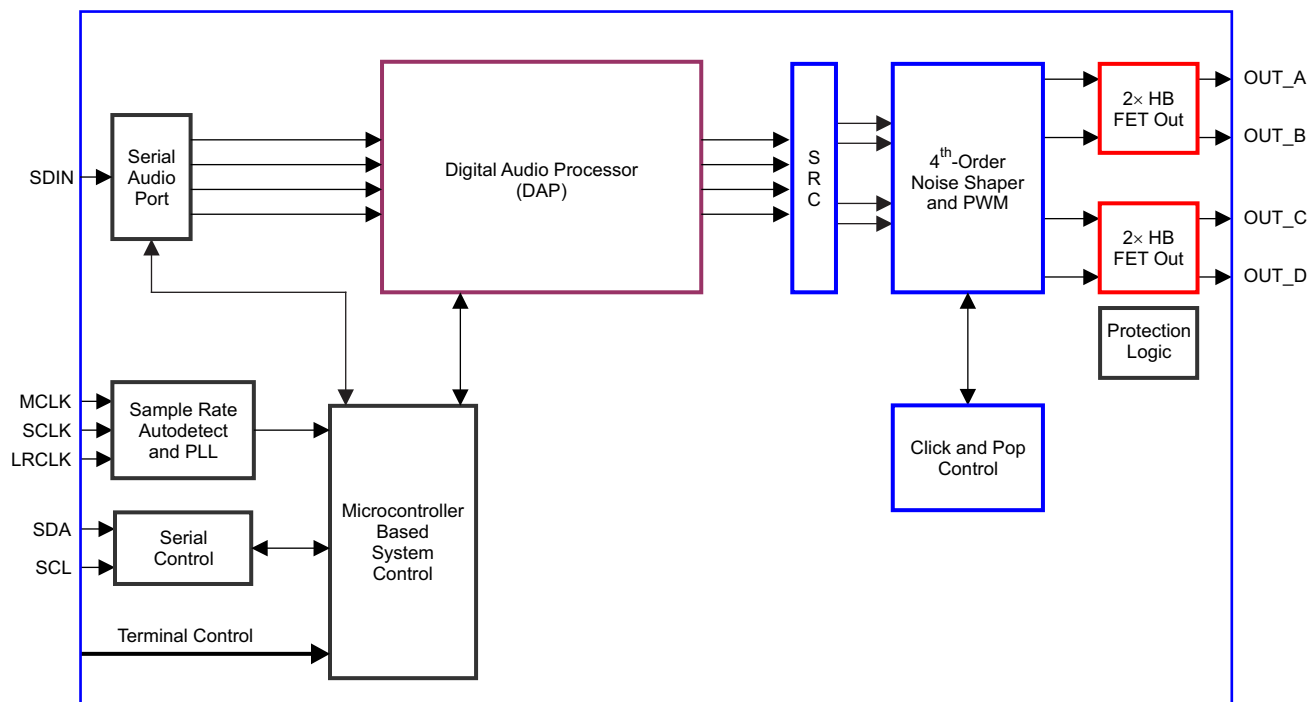 SDIN
Serial
Audio
Port
Digital Audio Processor
(DAP)
S
R
C
4th-Order
Noise Shaper
and PWM
2× HB
FET Out
OUT_A
OUT_B
2× HB
FET Out
OUT_C
OUT_D
Protection
Logic
MCLK
SCLK
LRCLK
Sample Rate
Autodetect
and PLL
SDA
SCL
Serial
Control
Microcontroller
Based
System
Control
Click and Pop
Control
Terminal Control